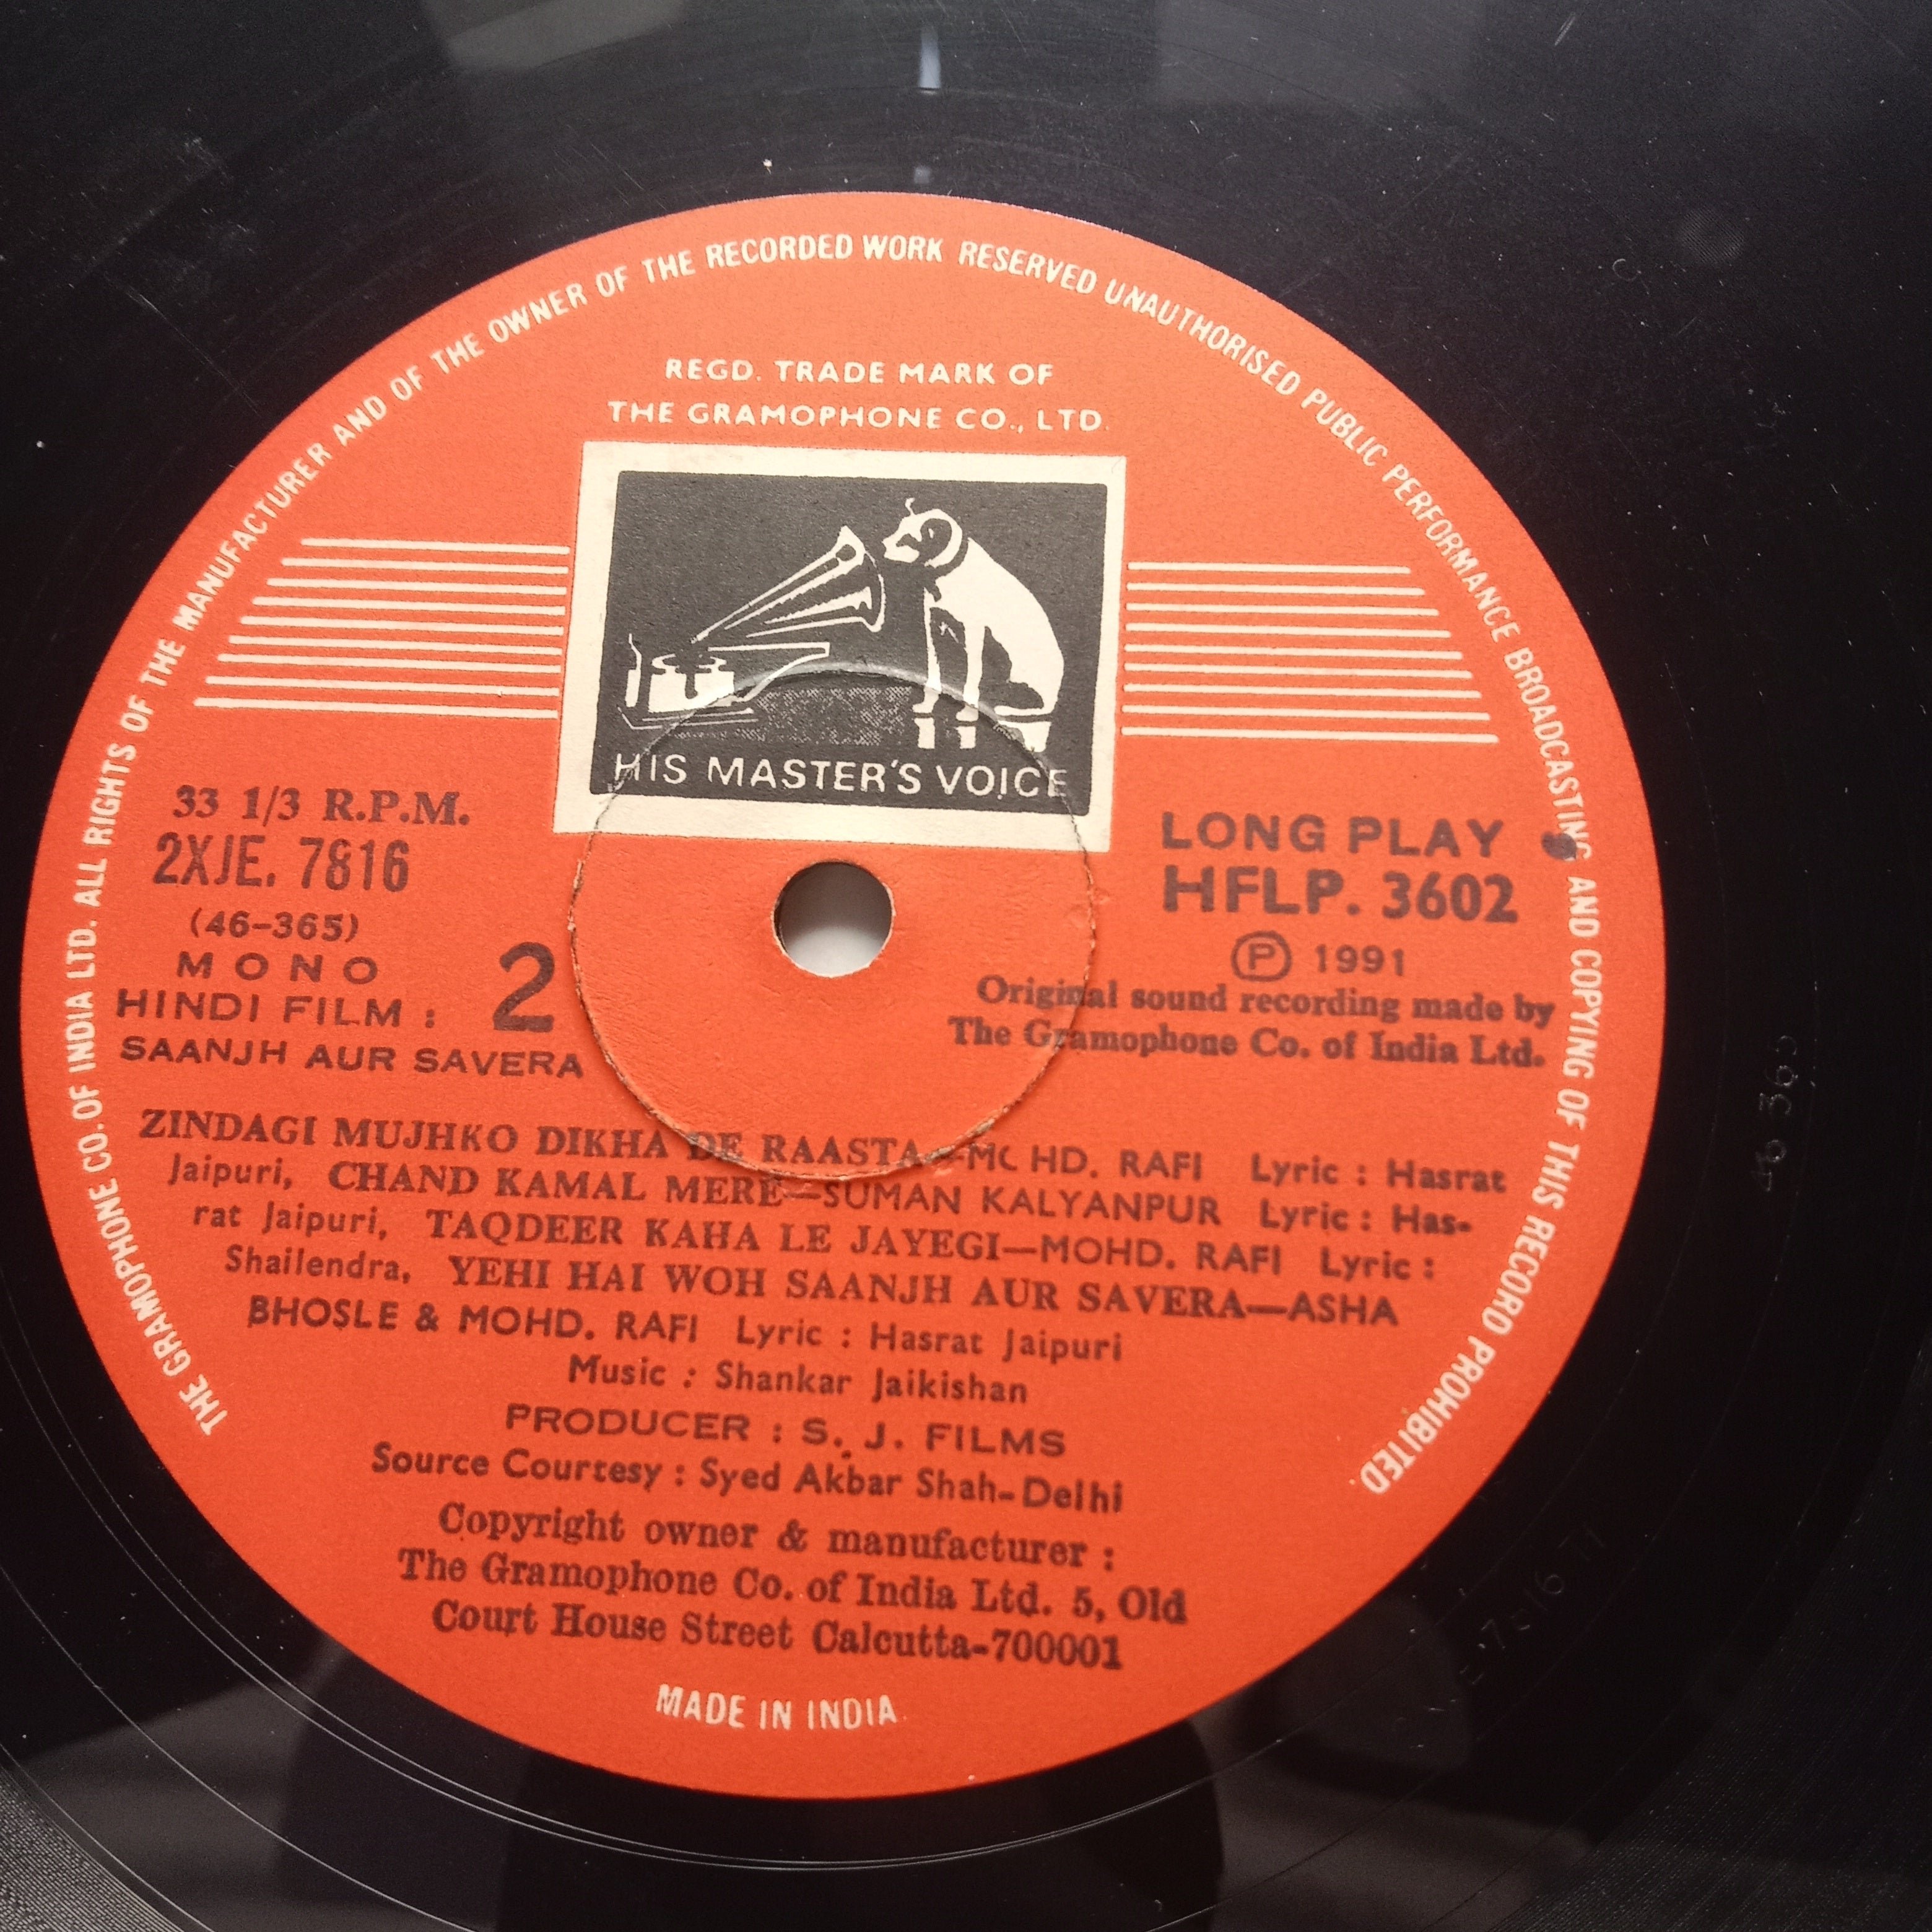 THE GRAMOPHONE CO. OF INDIA LTD. ALL RIGHTS OF THE MANUFACTURER AND OF THE OWNER OF THE RECORDED WORK RESERVED UNAUTHORISED PUBLIC PERFORMANCE BROADCASTING AND COPYING OF THIS RECORD PROHIBITED.
REGD. TRADE MARK OF
THE GRAMOPHONE CO., LTD.
HIS MASTER'S VOICE
33 1/3 R.P.M.
2XJE. 7816
(46-365)
MONO
HINDI FILM :
SAANJH AUR SAVERA
2
LONG PLAY
HFLP. 3602
Ⓟ 1991
Original sound recording made by
The Gramophone Co. of India Ltd.
ZINDAGI MUJHKO DIKHA DE RAASTA—MOHD. RAFI Lyric : Hasrat
Jaipuri, CHAND KAMAL MERE—SUMAN KALYANPUR Lyric : Has-
rat Jaipuri, TAQDEER KAHA LE JAYEGI—MOHD. RAFI Lyric :
Shailendra, YEHI HAI WOH SAANJH AUR SAVERA—ASHA
BHOSLE & MOHD. RAFI Lyric : Hasrat Jaipuri
Music : Shankar Jaikishan
PRODUCER : S. J. FILMS
Source Courtesy : Syed Akbar Shah-Delhi
Copyright owner & manufacturer :
The Gramophone Co. of India Ltd. 5, Old
Court House Street Calcutta-700001
MADE IN INDIA